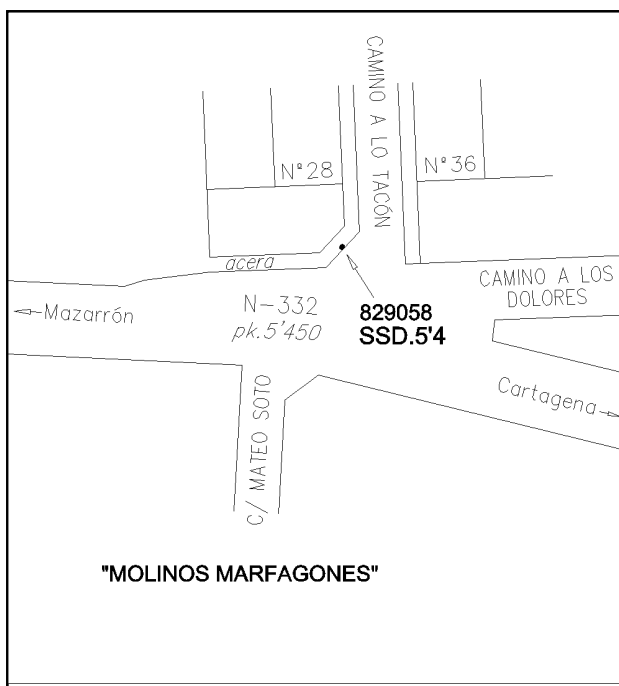 CAMINO A LO TACÓN
Nº28
Nº36
acera
CAMINO A LOS
DOLORES
Mazarrón
N-332
pk.5'450
829058
SSD.5'4
Cartagena
C/ MATEO SOTO
"MOLINOS MARFAGONES"